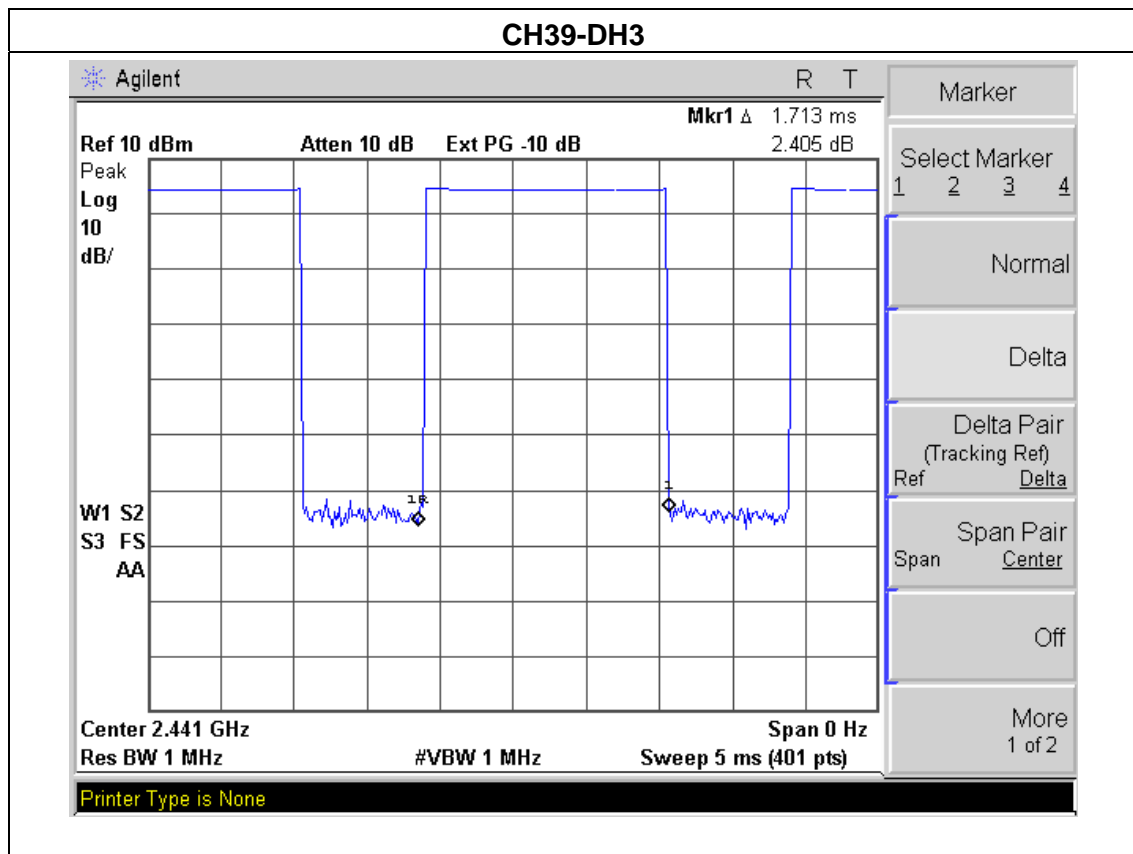 CH39-DH3
Agilent R T
Mkr1 Δ 1.713 ms
Ref 10 dBm Atten 10 dB Ext PG -10 dB 2.405 dB
Peak
Log
10
dB/
1R
1
W1 S2
S3 FS
AA
Center 2.441 GHz Span 0 Hz
Res BW 1 MHz #VBW 1 MHz Sweep 5 ms (401 pts)
Printer Type is None
Marker
Select Marker
1 2 3 4
Normal
Delta
Delta Pair
(Tracking Ref)
Ref Delta
Span Pair
Span Center
Off
More
1 of 2